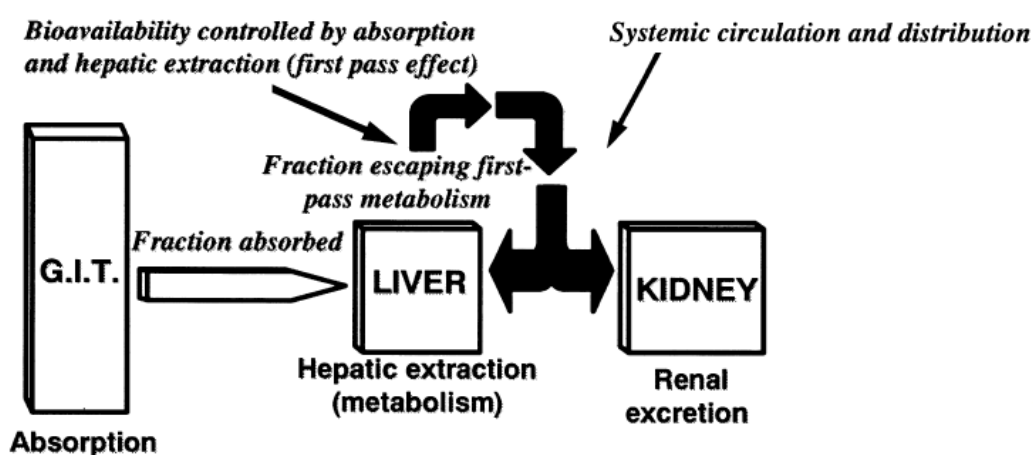 Bioavailability controlled by absorption
and hepatic extraction (first pass effect)
Systemic circulation and distribution
Fraction escaping first-
pass metabolism
Fraction absorbed
G.I.T.
LIVER
KIDNEY
Hepatic extraction
(metabolism)
Renal
excretion
Absorption